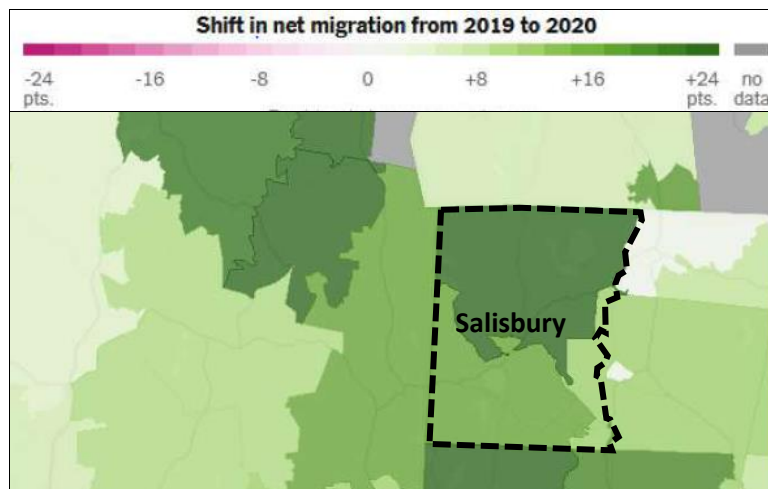 Shift in net migration from 2019 to 2020
-24 -16 -8 0 +8 +16 +24 no
pts. pts. data
Salisbury